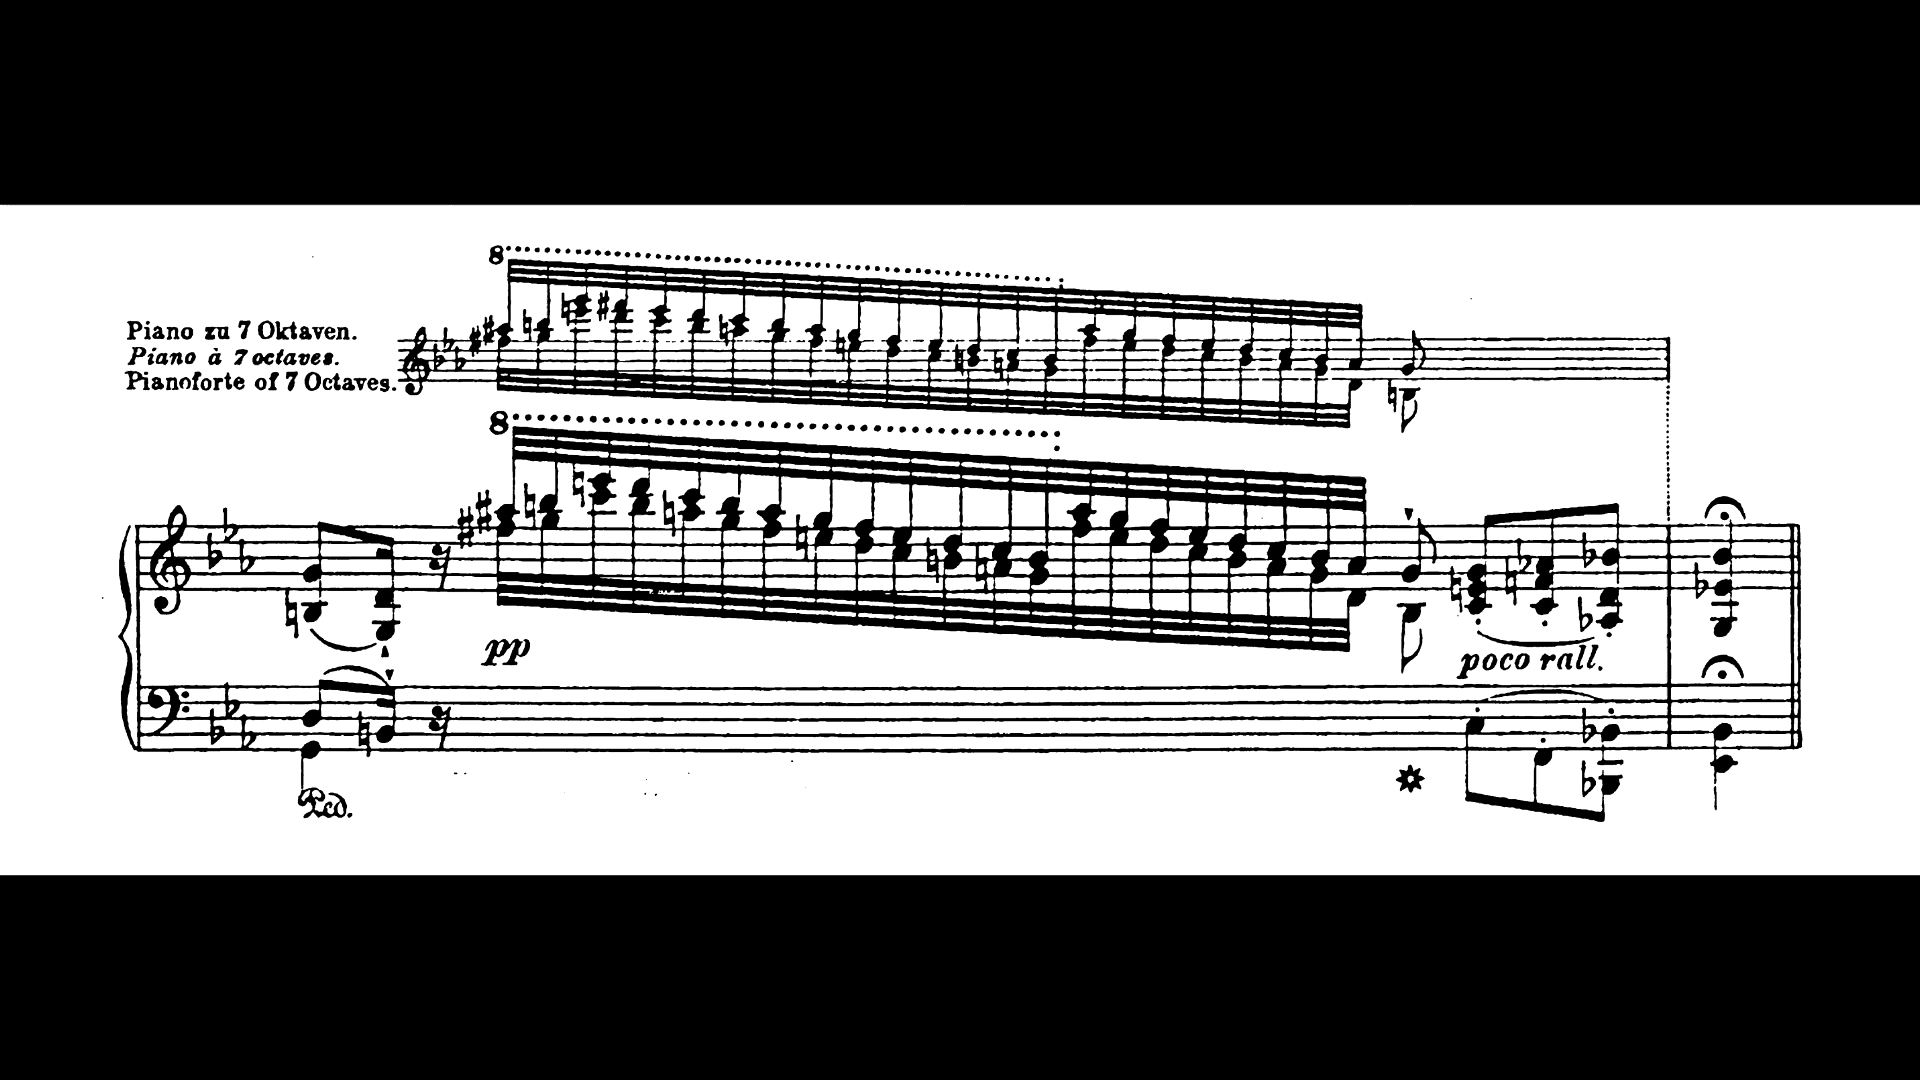 8
Piano zu 7 Oktaven.
Piano à 7 octaves.
Pianoforte of 7 Octaves.
8
pp
poco rall.
Ped.